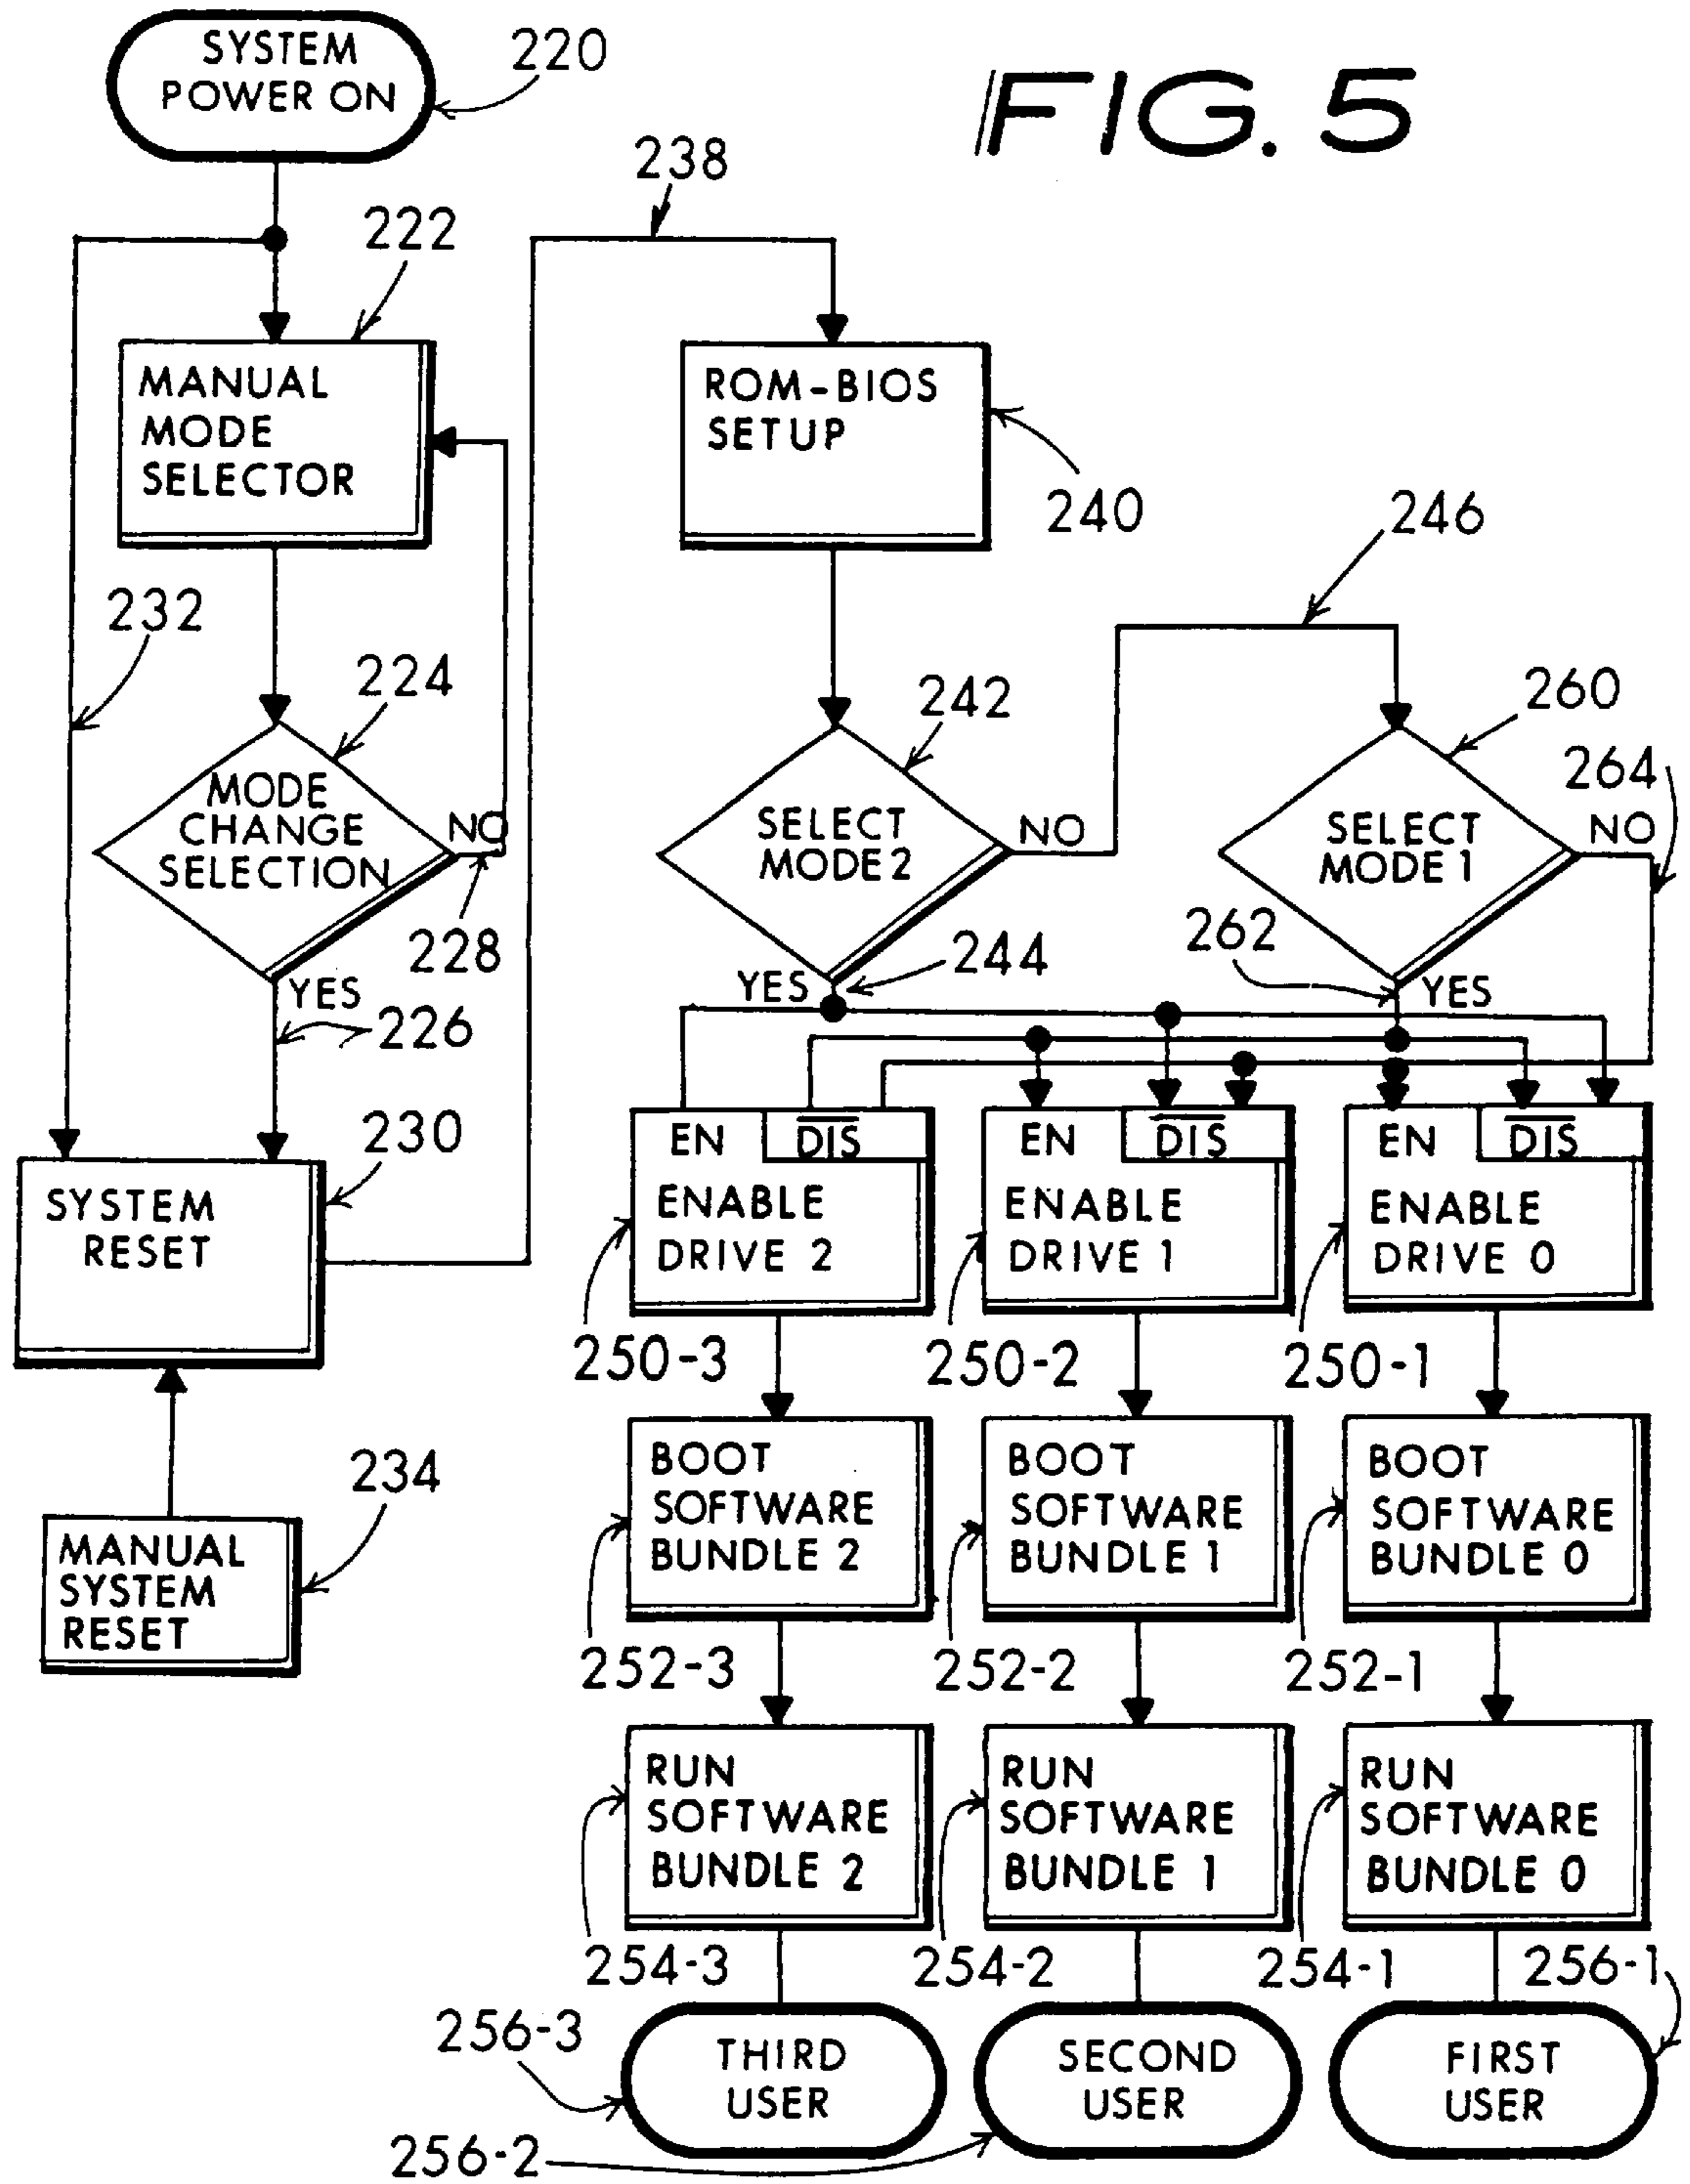 SYSTEM
POWER ON
220
FIG. 5
238
222
MANUAL
MODE
SELECTOR
ROM-BIOS
SETUP
240
246
232
224
242
260
264
MODE
CHANGE
SELECTION
NO
SELECT
MODE 2
NO
SELECT
MODE 1
NO
228
YES
226
YES
244
262
YES
230
SYSTEM
RESET
EN
DIS
ENABLE
DRIVE 2
EN
DIS
ENABLE
DRIVE 1
EN
DIS
ENABLE
DRIVE 0
250-3
250-2
250-1
234
MANUAL
SYSTEM
RESET
BOOT
SOFTWARE
BUNDLE 2
BOOT
SOFTWARE
BUNDLE 1
BOOT
SOFTWARE
BUNDLE 0
252-3
252-2
252-1
RUN
SOFTWARE
BUNDLE 2
RUN
SOFTWARE
BUNDLE 1
RUN
SOFTWARE
BUNDLE 0
254-3
254-2
254-1
256-1
256-3
THIRD
USER
SECOND
USER
FIRST
USER
256-2